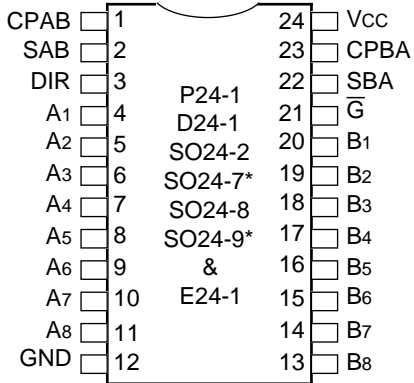 CPAB 1 24 VCC
SAB 2 23 CPBA
DIR 3 22 SBA
A1 4 P24-1 21 G̅
A2 5 D24-1 20 B1
A3 6 SO24-2 19 B2
A4 7 SO24-7* 18 B3
A5 8 SO24-8 17 B4
A6 9 SO24-9* 16 B5
A7 10 & 15 B6
A8 11 E24-1 14 B7
GND 12 13 B8